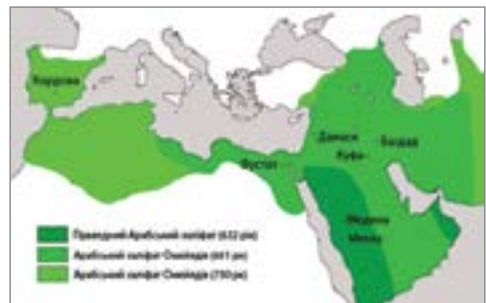 Кордова
Дамаск
Багдад
Куфа
Фустат
Медина
Мекка
Праведний Арабський халіфат (632 рік)
Арабський халіфат Омейядів (661 рік)
Арабський халіфат Омейядів (750 рік)